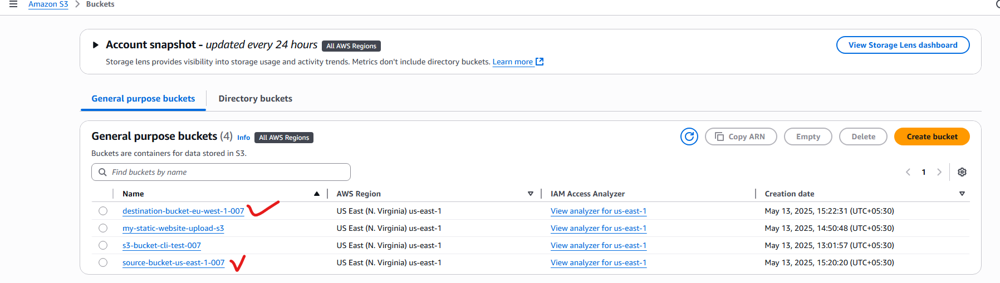 Amazon S3 > Buckets
Account snapshot - updated every 24 hours All AWS Regions
View Storage Lens dashboard
Storage lens provides visibility into storage usage and activity trends. Metrics don't include directory buckets. Learn more
General purpose buckets Directory buckets
General purpose buckets (4) Info All AWS Regions
Copy ARN Empty Delete Create bucket
Buckets are containers for data stored in S3.
Find buckets by name
1
Name AWS Region IAM Access Analyzer Creation date
destination-bucket-eu-west-1-007 US East (N. Virginia) us-east-1 View analyzer for us-east-1 May 13, 2025, 15:22:31 (UTC+05:30)
my-static-website-upload-s3 US East (N. Virginia) us-east-1 View analyzer for us-east-1 May 13, 2025, 14:50:48 (UTC+05:30)
s3-bucket-cli-test-007 US East (N. Virginia) us-east-1 View analyzer for us-east-1 May 13, 2025, 13:01:57 (UTC+05:30)
source-bucket-us-east-1-007 US East (N. Virginia) us-east-1 View analyzer for us-east-1 May 13, 2025, 15:20:20 (UTC+05:30)